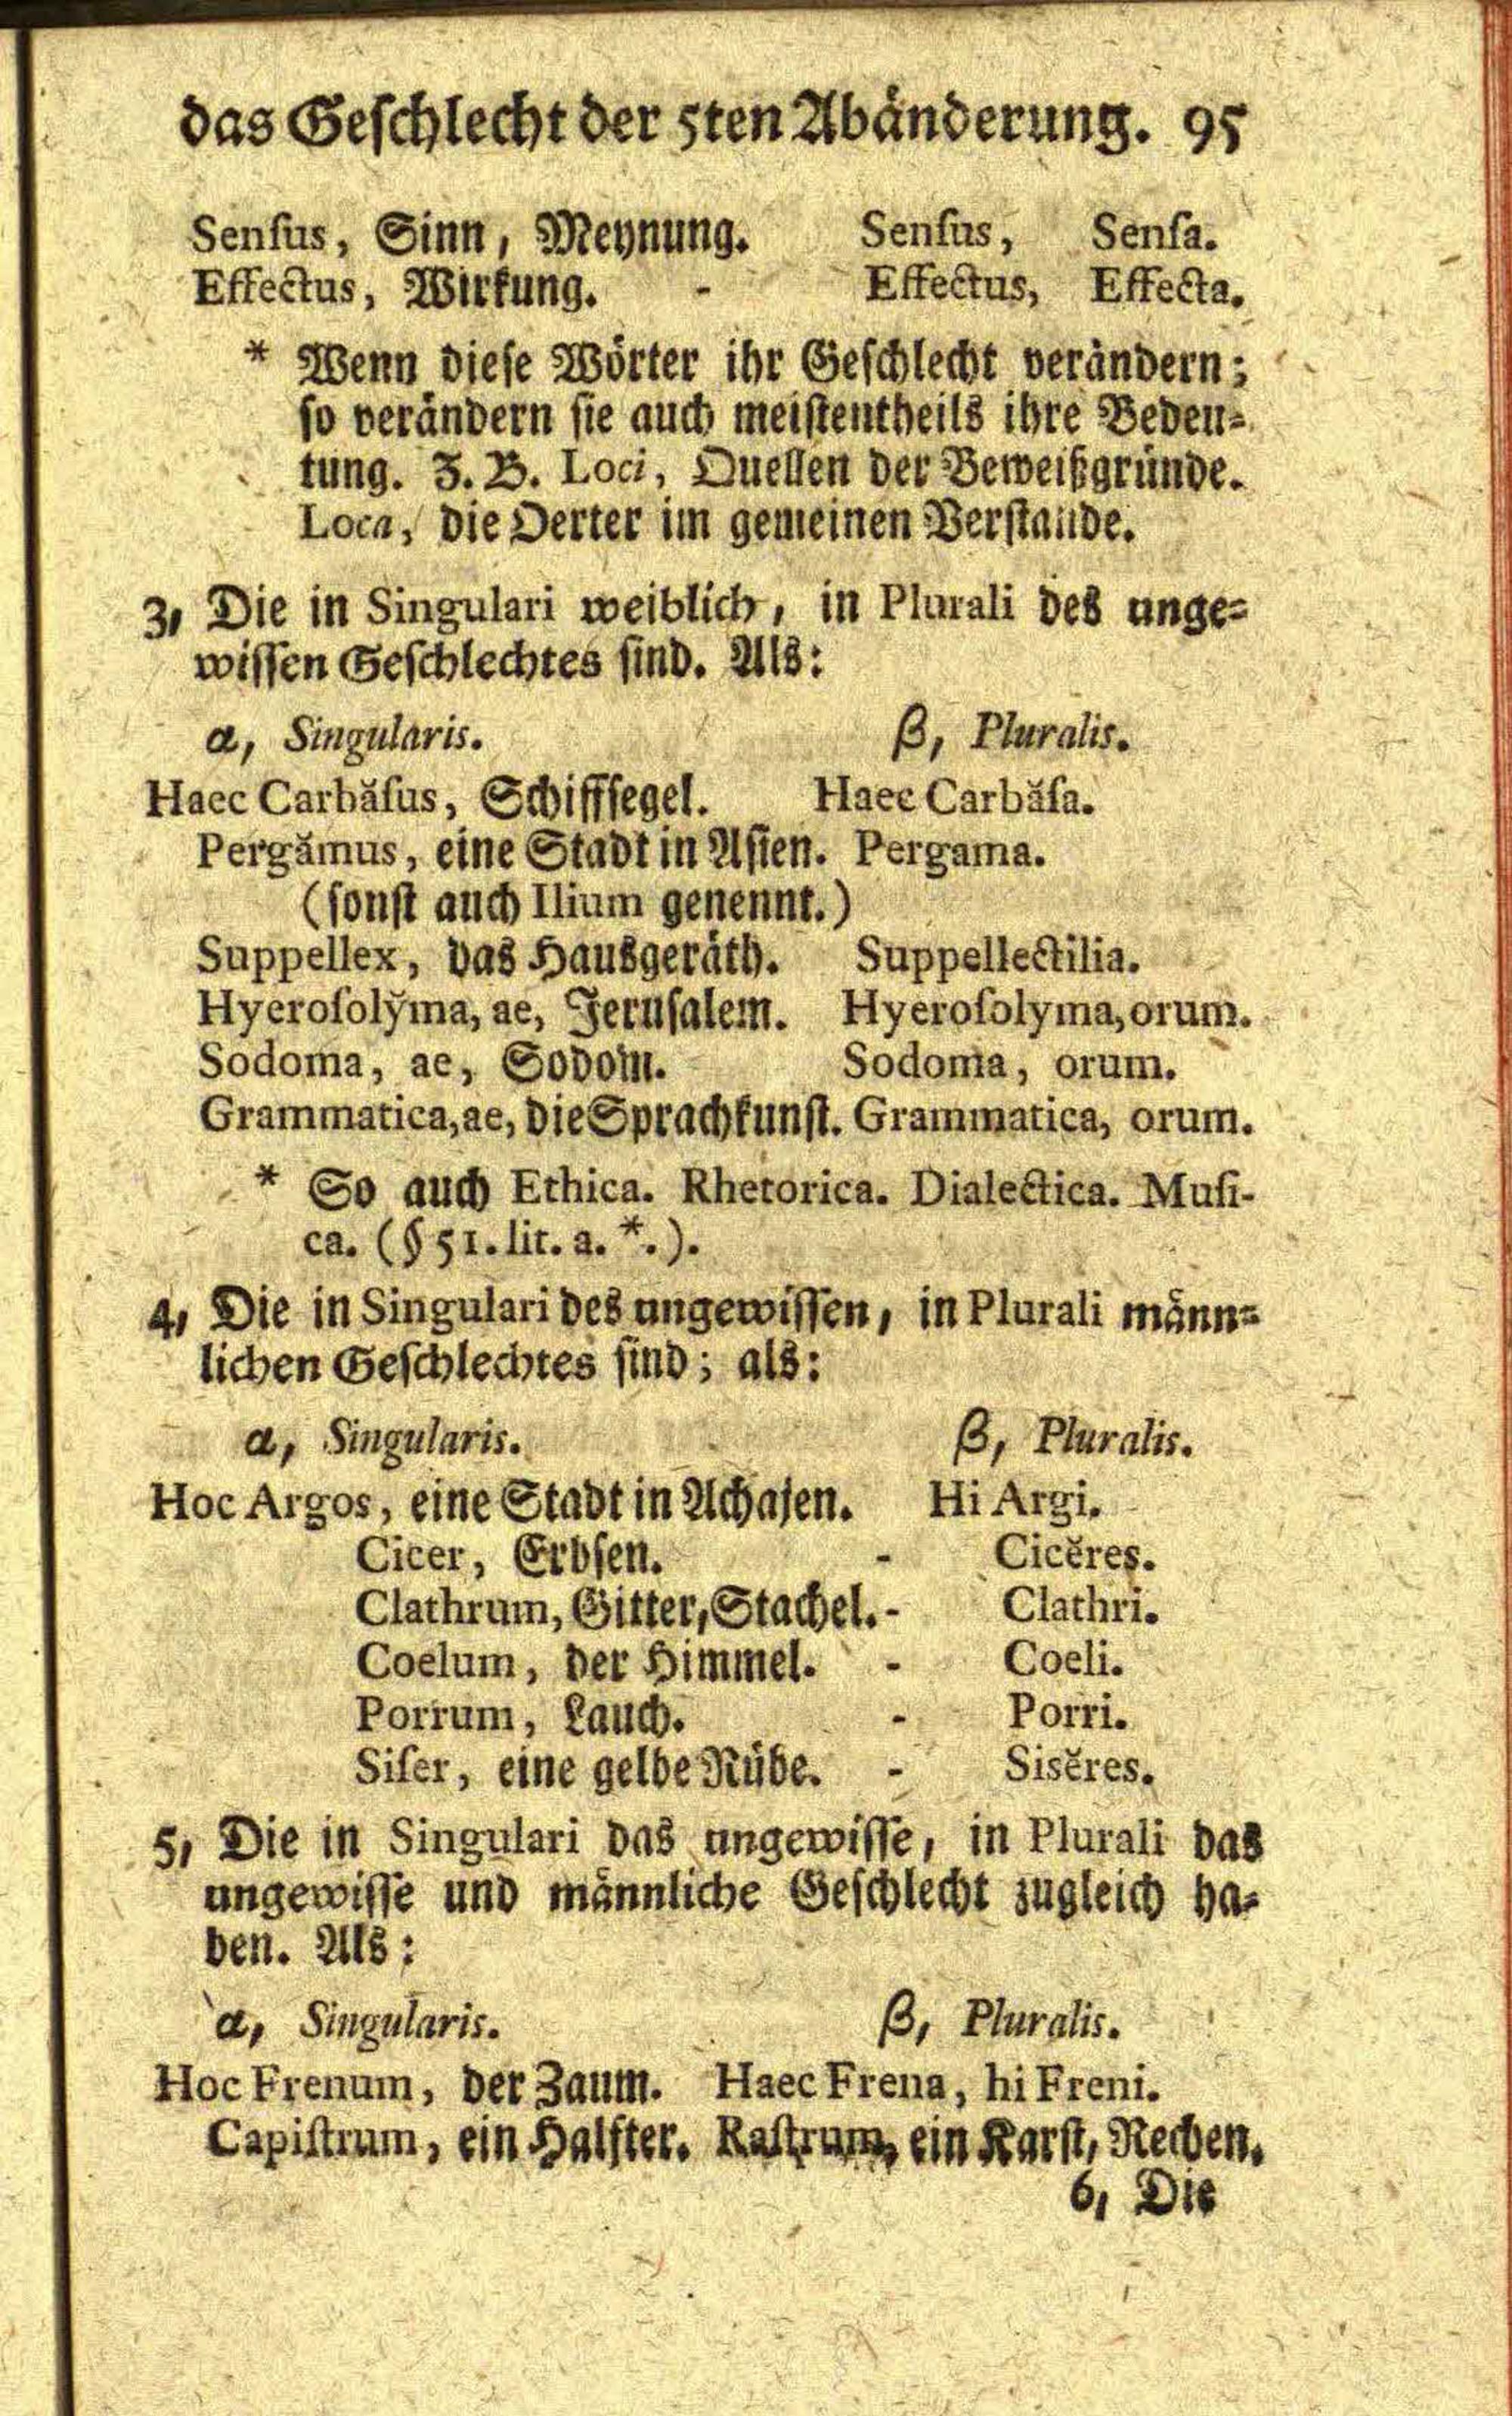 das Geſchlecht der 5ten Abänderung. 95
Senſus, Sinn, Meynung. Senſus, Senſa.
Effectus, Wirkung. - Effectus, Effecta.
* Wenn dieſe Wörter ihr Geſchlecht verändern;
ſo verändern ſie auch meiſtentheils ihre Bedeu⸗
tung. Z. B. Loci, Quellen der Beweißgründe.
Loca, die Oerter im gemeinen Verſtande.
3, Die in Singulari weiblich, in Plurali des unge⸗
wiſſen Geſchlechtes ſind. Als:
α, Singularis. β, Pluralis.
Haec Carbăſus, Schiffſegel. Haec Carbăſa.
Pergămus, eine Stadt in Aſien. Pergama.
(ſonſt auch Ilium genennt.)
Suppellex, das Hausgeräth. Suppellectilia.
Hyeroſoly̆ma, ae, Jeruſalem. Hyeroſolyma, orum.
Sodoma, ae, Sodom. Sodoma, orum.
Grammatica, ae, die Sprachkunſt. Grammatica, orum.
* So auch Ethica. Rhetorica. Dialectica. Muſi-
ca. (§ 51. lit. a. *.).
4, Die in Singulari des ungewiſſen, in Plurali männ⸗
lichen Geſchlechtes ſind; als:
α, Singularis. β, Pluralis.
Hoc Argos, eine Stadt in Achajen. Hi Argi.
Cicer, Erbſen. - Cicĕres.
Clathrum, Gitter, Stachel. - Clathri.
Coelum, der Himmel. - Coeli.
Porrum, Lauch. - Porri.
Siſer, eine gelbe Rübe. - Sisĕres.
5, Die in Singulari das ungewiſſe, in Plurali das
ungewiſſe und männliche Geſchlecht zugleich ha⸗
ben. Als:
α, Singularis. β, Pluralis.
Hoc Frenum, der Zaum. Haec Frena, hi Freni.
Capiſtrum, ein Halfter. Raſtrum, ein Karſt, Rechen.
6, Die